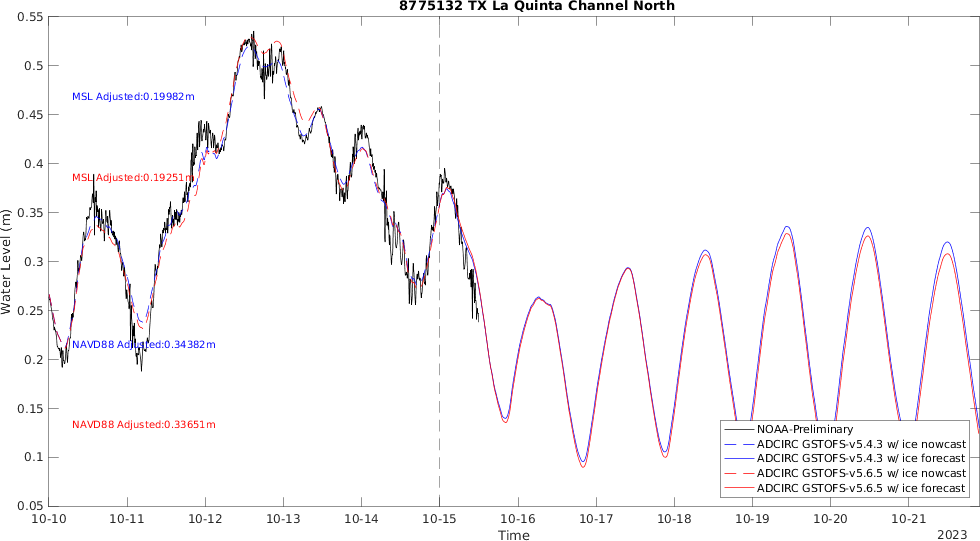 8775132 TX La Quinta Channel North
0.55
0.5
0.45
0.4
0.35
0.3
0.25
0.2
0.15
0.1
0.05
Water Level (m)
MSL Adjusted:0.19982m
MSL Adjusted:0.19251m
NAVD88 Adjusted:0.34382m
NAVD88 Adjusted:0.33651m
NOAA-Preliminary
ADCIRC GSTOFS-v5.4.3 w/ ice nowcast
ADCIRC GSTOFS-v5.4.3 w/ ice forecast
ADCIRC GSTOFS-v5.6.5 w/ ice nowcast
ADCIRC GSTOFS-v5.6.5 w/ ice forecast
10-10 10-11 10-12 10-13 10-14 10-15 10-16 10-17 10-18 10-19 10-20 10-21
Time
2023